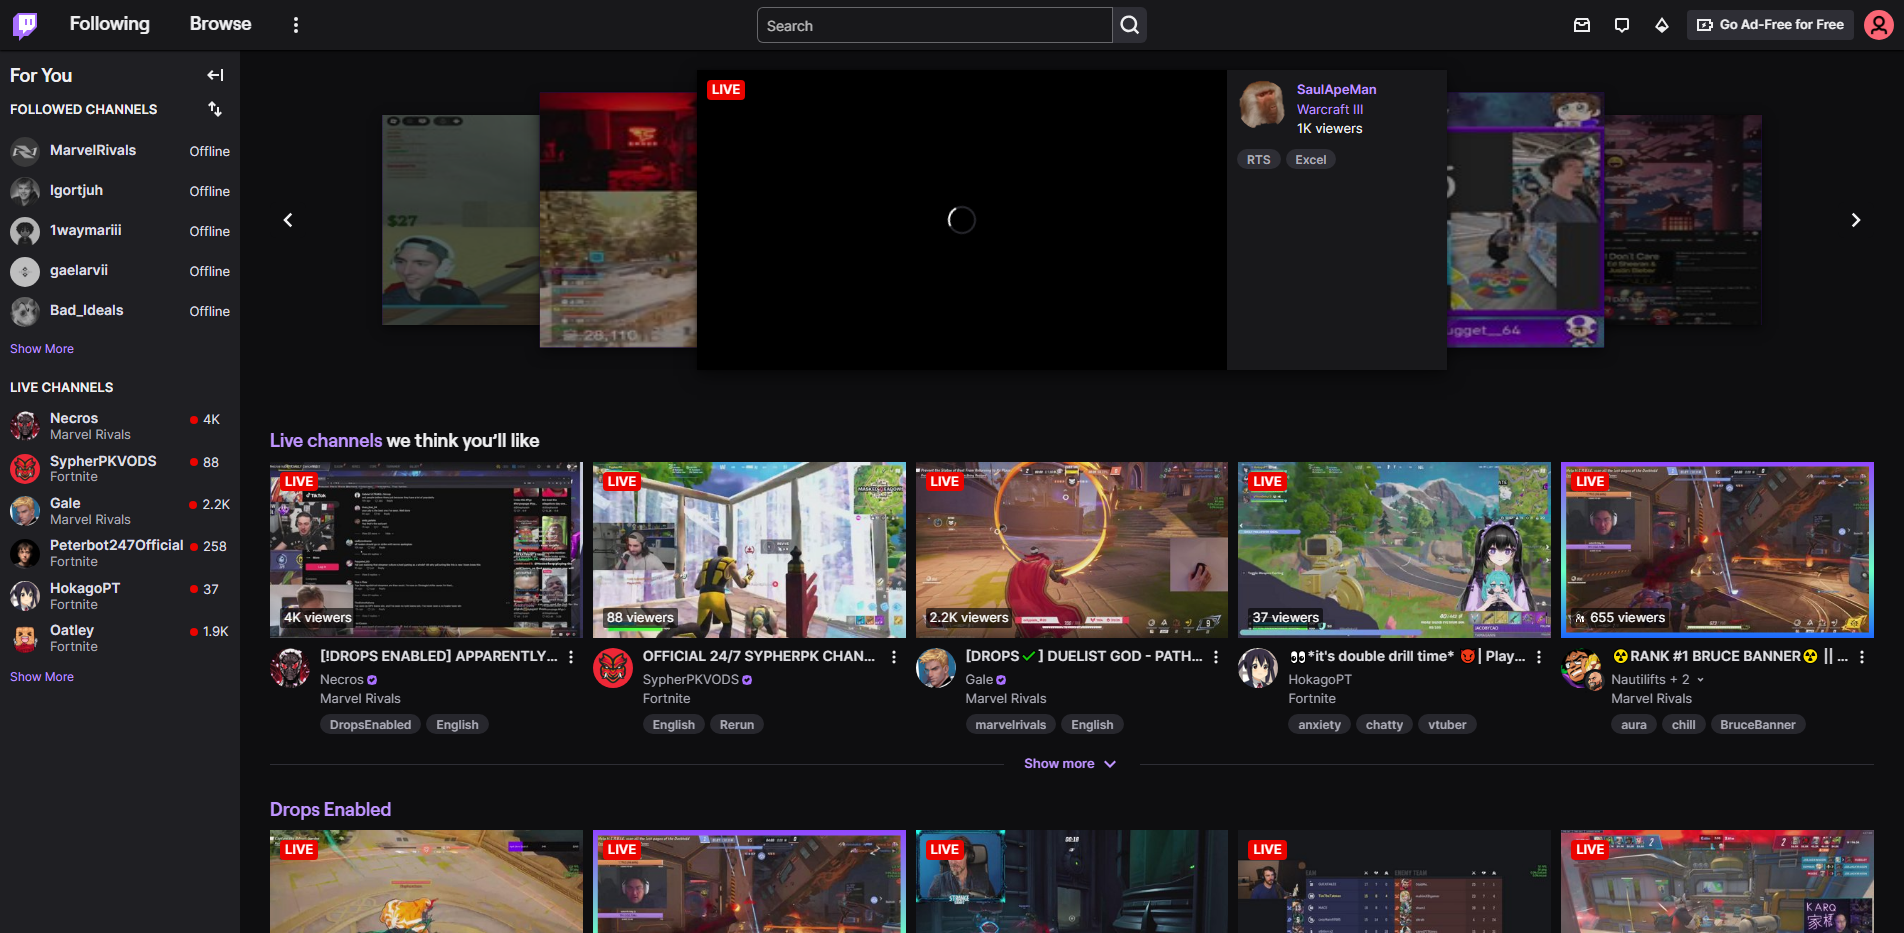 Following
Browse
Search
Go Ad-Free for Free
For You
FOLLOWED CHANNELS
MarvelRivals
Offline
Igortjuh
Offline
1waymariii
Offline
gaelarvii
Offline
Bad_Ideals
Offline
Show More
LIVE CHANNELS
Necros
4K
Marvel Rivals
SypherPKVODS
88
Fortnite
Gale
2.2K
Marvel Rivals
Peterbot247Official
258
Fortnite
HokagoPT
37
Fortnite
Oatley
1.9K
Fortnite
Show More
$27
28,110
LIVE
SaulApeMan
Warcraft III
1K viewers
RTS
Excel
ugget__64
Don't Care
Live channels we think you'll like
LIVE
TikTok
4K viewers
[!DROPS ENABLED] APPARENTLY...
Necros
Marvel Rivals
DropsEnabled
English
LIVE
88 viewers
OFFICIAL 24/7 SYPHERPK CHAN...
SypherPKVODS
Fortnite
English
Rerun
LIVE
2.2K viewers
[DROPS✓] DUELIST GOD - PATH...
Gale
Marvel Rivals
marvelrivals
English
LIVE
37 viewers
👀*it's double drill time* 😈| Play...
HokagoPT
Fortnite
anxiety
chatty
vtuber
LIVE
655 viewers
☢RANK #1 BRUCE BANNER☢ || ...
Nautilifts + 2
Marvel Rivals
aura
chill
BruceBanner
Show more
Drops Enabled
LIVE
LIVE
LIVE
STRANGE
LIVE
ENEMY TEAM
LIVE
KARQ